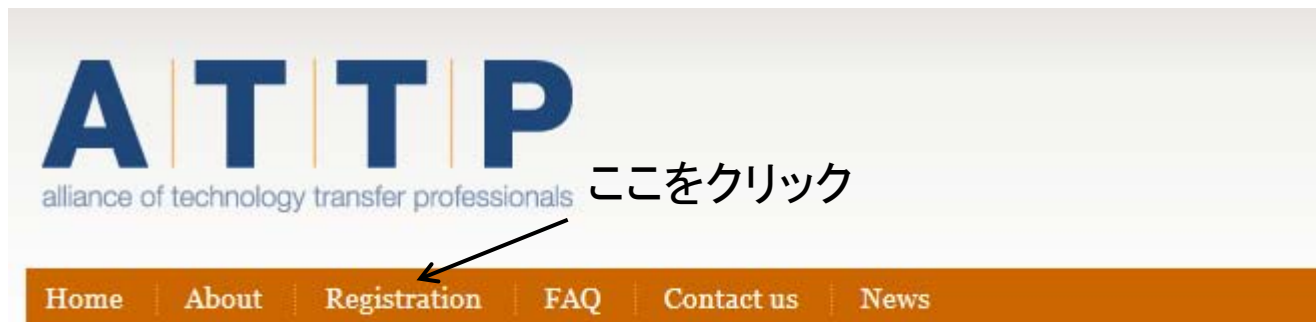 ATTP
alliance of technology transfer professionals
ここをクリック
Home About Registration FAQ Contact us News